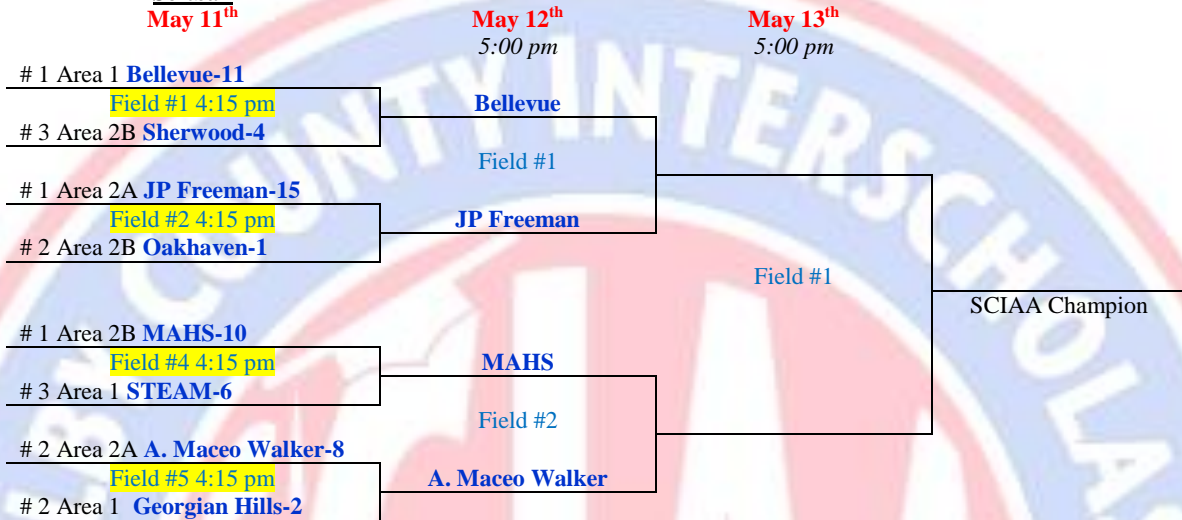 May 11th
May 12th
May 13th
5:00 pm
5:00 pm
# 1 Area 1 Bellevue-11
Field #1 4:15 pm
Bellevue
# 3 Area 2B Sherwood-4
Field #1
# 1 Area 2A JP Freeman-15
Field #2 4:15 pm
JP Freeman
# 2 Area 2B Oakhaven-1
Field #1
SCIAA Champion
# 1 Area 2B MAHS-10
Field #4 4:15 pm
MAHS
# 3 Area 1 STEAM-6
Field #2
# 2 Area 2A A. Maceo Walker-8
Field #5 4:15 pm
A. Maceo Walker
# 2 Area 1 Georgian Hills-2
COUNTY INTERSCHOLAS